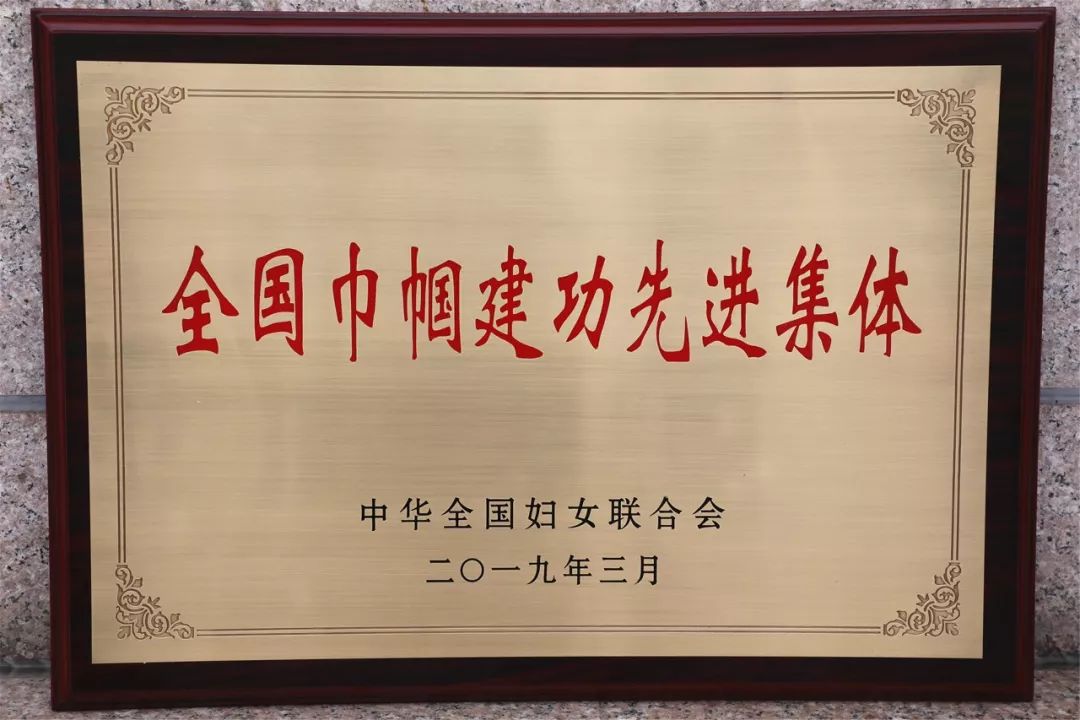 全国巾帼建功先进集体
中华全国妇女联合会
二〇一九年三月